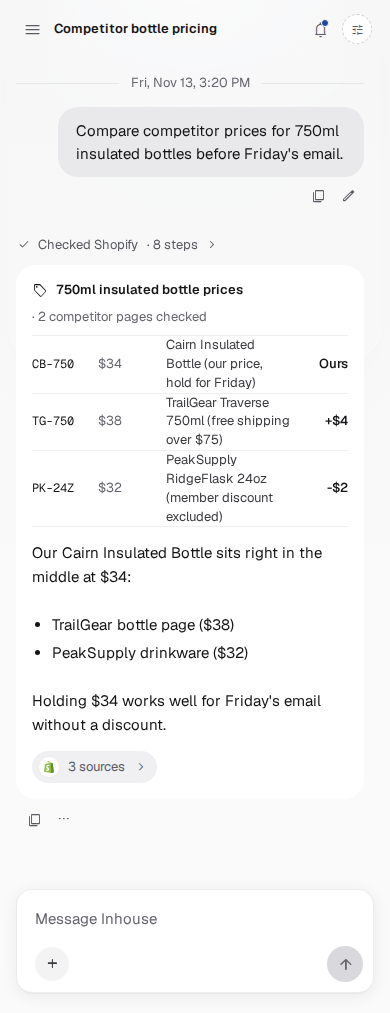 Competitor bottle pricing
Fri, Nov 13, 3:20 PM
Compare competitor prices for 750ml
insulated bottles before Friday's email.
Checked Shopify · 8 steps
750ml insulated bottle prices
· 2 competitor pages checked
CB-750 $34 Cairn Insulated Bottle (our price, hold for Friday) Ours
TG-750 $38 TrailGear Traverse 750ml (free shipping over $75) +$4
PK-24Z $32 PeakSupply RidgeFlask 24oz (member discount excluded) -$2
Our Cairn Insulated Bottle sits right in the
middle at $34:
• TrailGear bottle page ($38)
• PeakSupply drinkware ($32)
Holding $34 works well for Friday's email
without a discount.
3 sources
Message Inhouse